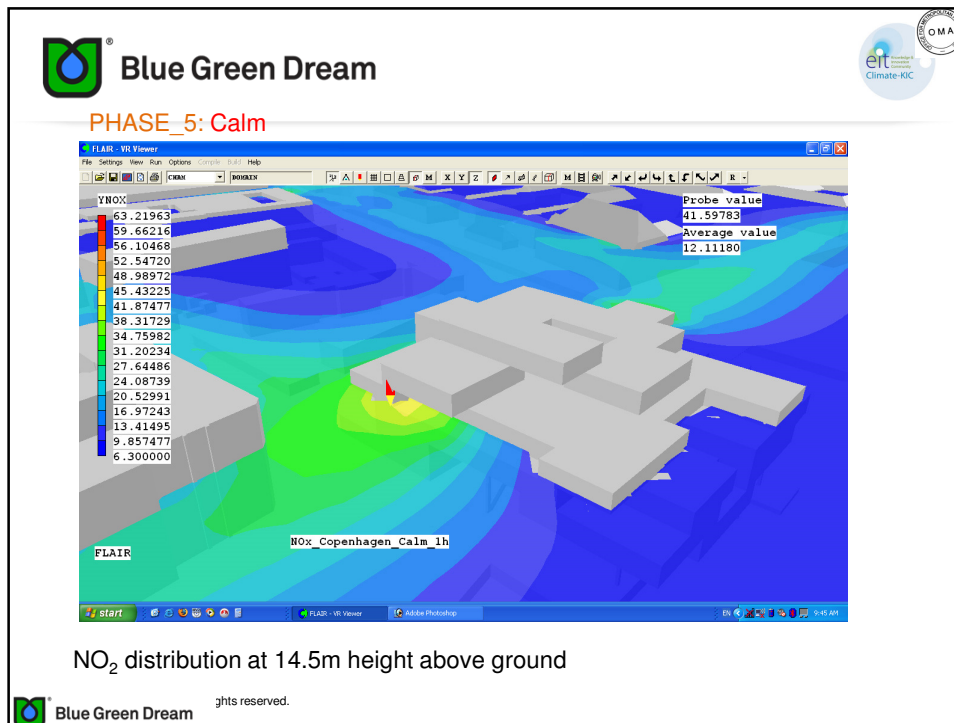 Blue Green Dream
eit
Climate-KIC
OMA
PHASE_5: Calm
FLAIR - VR Viewer
File Settings View Run Options Compile Build Help
CHAM DOMAIN
M X Y Z M R
YNOX
63.21963
59.66216
56.10468
52.54720
48.98972
45.43225
41.87477
38.31729
34.75982
31.20234
27.64486
24.08739
20.52991
16.97243
13.41495
9.857477
6.300000
Probe value
41.59783
Average value
12.11180
NOx_Copenhagen_Calm_1h
FLAIR
start FLAIR - VR Viewer Adobe Photoshop EN 9:45 AM
NO₂ distribution at 14.5m height above ground
Blue Green Dream
ghts reserved.